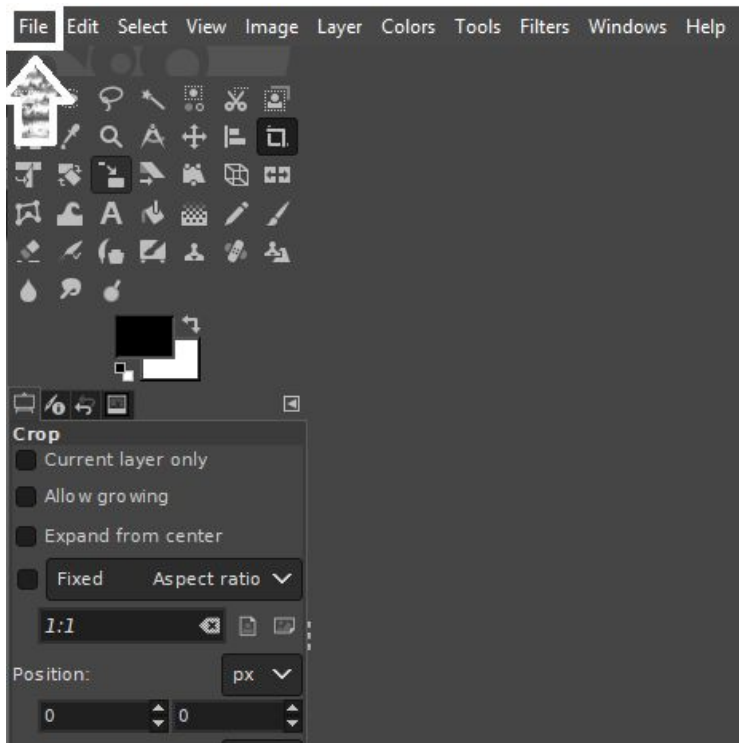 File Edit Select View Image Layer Colors Tools Filters Windows Help
Crop
Current layer only
Allow growing
Expand from center
Fixed Aspect ratio
1:1
Position: px
0 0